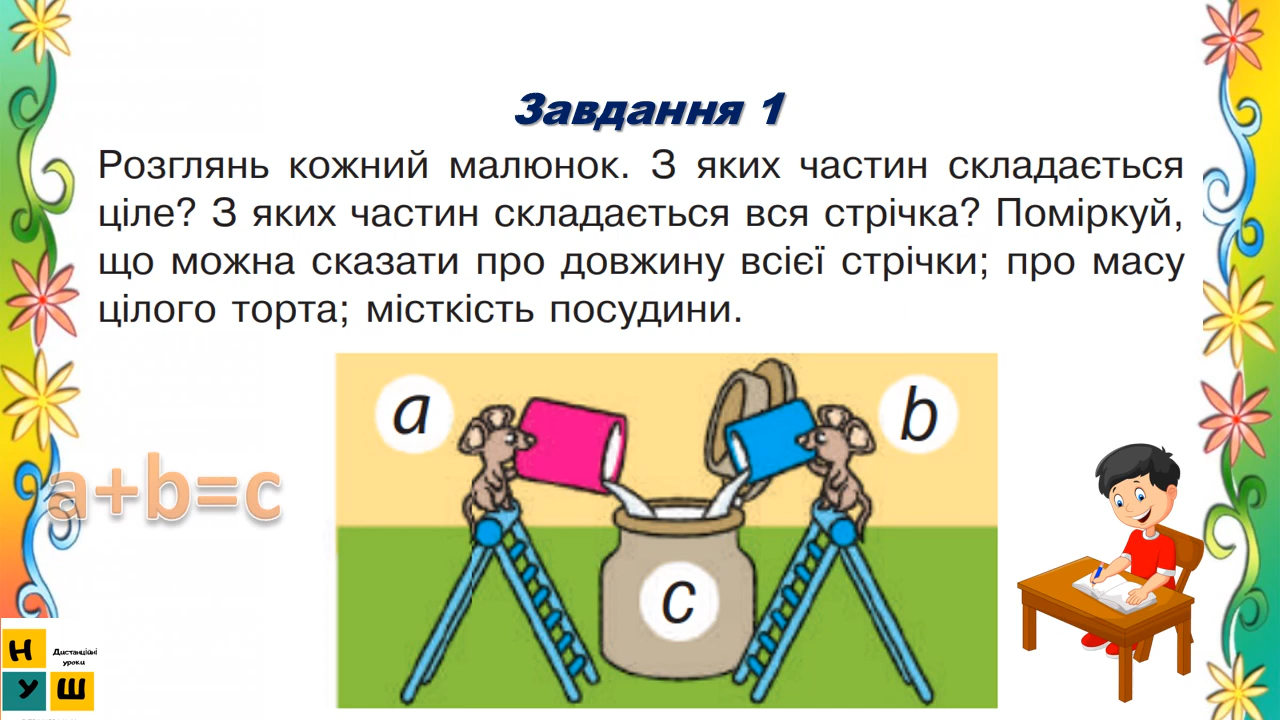 Завдання 1
Розглянь кожний малюнок. З яких частин складається
ціле? З яких частин складається вся стрічка? Поміркуй,
що можна сказати про довжину всієї стрічки; про масу
цілого торта; місткість посудини.
a
b
a+b=c
c
Н
Дистанційні
уроки
У Ш